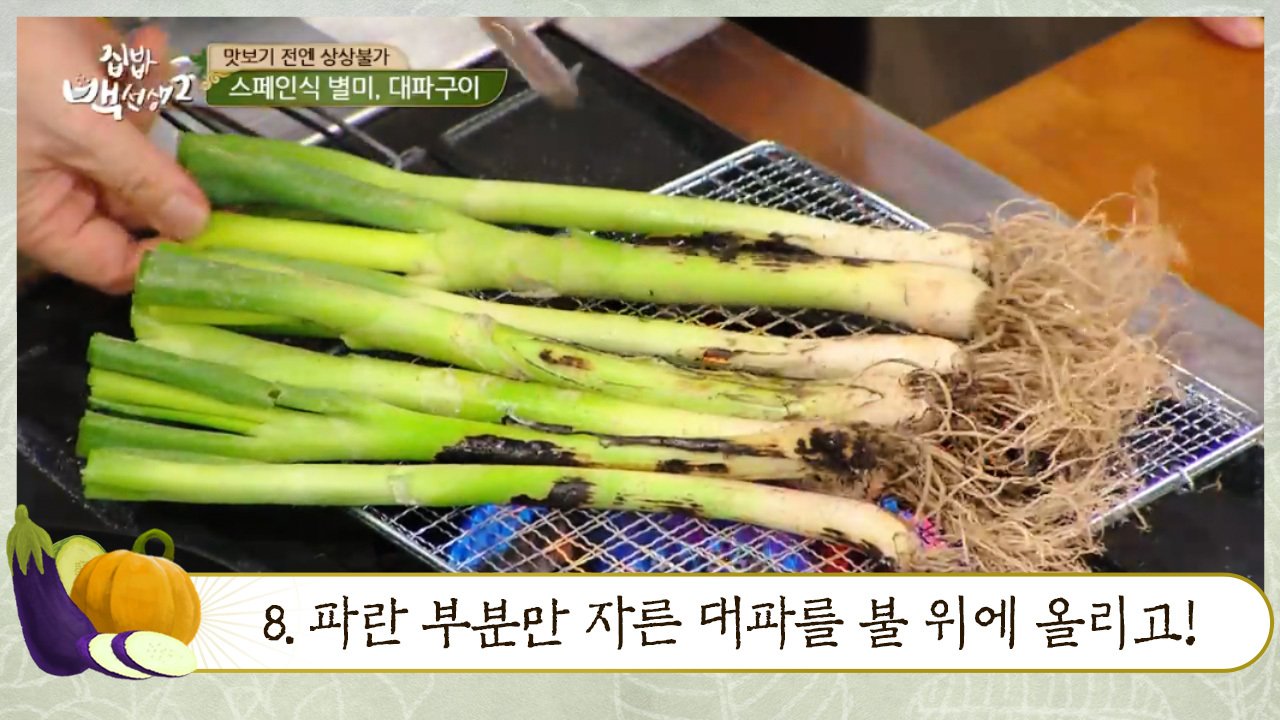 집밥
백선생2
맛보기 전엔 상상불가
스페인식 별미, 대파구이
8. 파란 부분만 자른 대파를 불 위에 올리고!